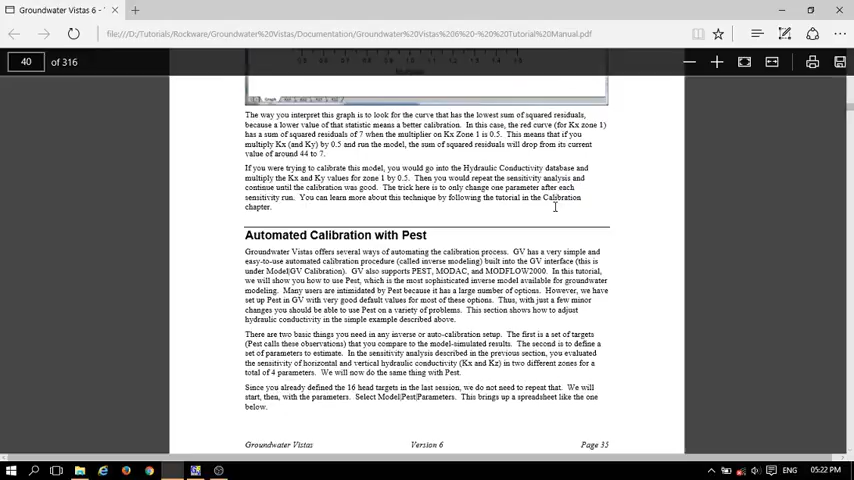 Groundwater Vistas 6 -
file:///D:/Tutorials/Rockware/Groundwater%20Vistas/Documentation/Groundwater%20Vistas%206%20-%20%20Tutorial%20Manual.pdf
40 of 316
The way you interpret this graph is to look for the curve that has the lowest sum of squared residuals,
because a lower value of that statistic means a better calibration. In this case, the red curve (for Kx zone 1)
has a sum of squared residuals of 7 when the multiplier on Kx Zone 1 is 0.5. This means that if you
multiply Kx (and Ky) by 0.5 and run the model, the sum of squared residuals will drop from its current
value of around 44 to 7.
If you were trying to calibrate this model, you would go into the Hydraulic Conductivity database and
multiply the Kx and Ky values for zone 1 by 0.5. Then you would repeat the sensitivity analysis and
continue until the calibration was good. The trick here is to only change one parameter after each
sensitivity run. You can learn more about this technique by following the tutorial in the Calibration
chapter.
Automated Calibration with Pest
Groundwater Vistas offers several ways of automating the calibration process. GV has a very simple and
easy-to-use automated calibration procedure (called inverse modeling) built into the GV interface (this is
under Model|GV Calibration). GV also supports PEST, MODAC, and MODFLOW2000. In this tutorial,
we will show you how to use Pest, which is the most sophisticated inverse model available for groundwater
modeling. Many users are intimidated by Pest because it has a large number of options. However, we have
set up Pest in GV with very good default values for most of these options. Thus, with just a few minor
changes you should be able to use Pest on a variety of problems. This section shows how to adjust
hydraulic conductivity in the simple example described above.
There are two basic things you need in any inverse or auto-calibration setup. The first is a set of targets
(Pest calls these observations) that you compare to the model-simulated results. The second is to define a
set of parameters to estimate. In the sensitivity analysis described in the previous section, you evaluated
the sensitivity of horizontal and vertical hydraulic conductivity (Kx and Kz) in two different zones for a
total of 4 parameters. We will now do the same thing with Pest.
Since you already defined the 16 head targets in the last session, we do not need to repeat that. We will
start, then, with the parameters. Select Model|Pest|Parameters. This brings up a spreadsheet like the one
below.
Groundwater Vistas Version 6 Page 35
ENG 05:22 PM